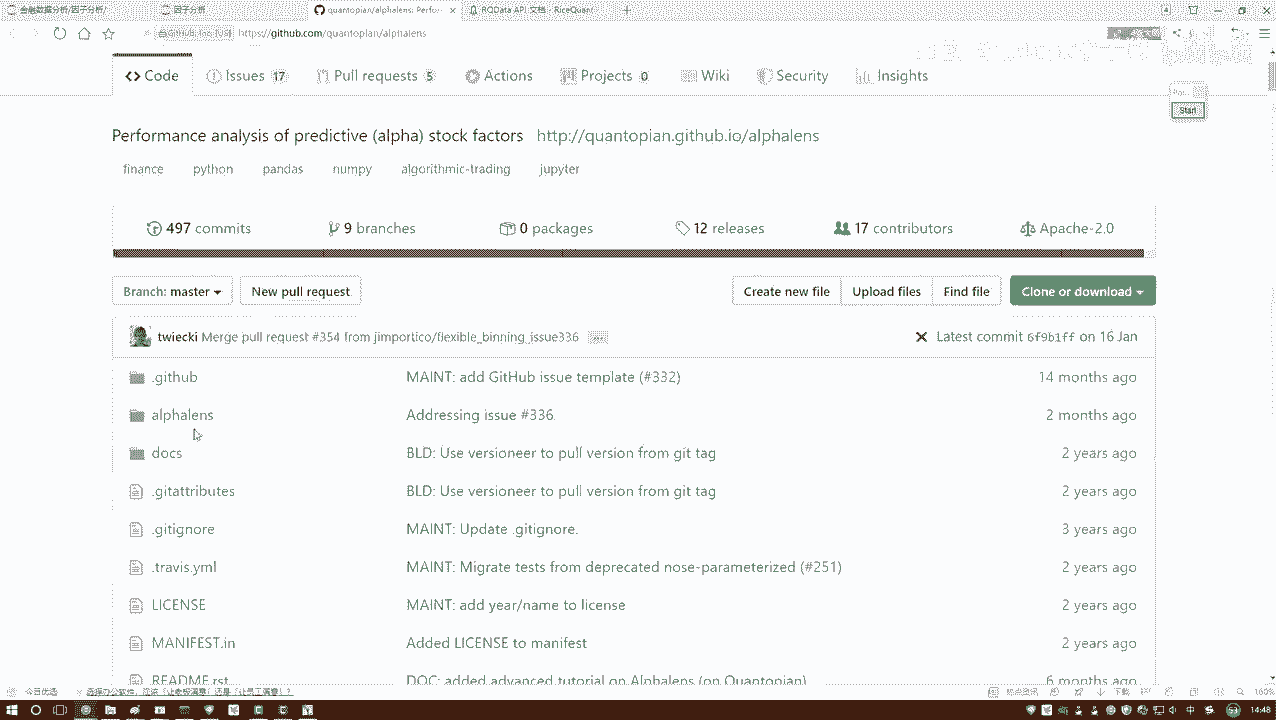 金融数据分析/因子分析/
因子分析
quantopian/alphalens: Perfo
RQData API 文档 - RiceQuant
https://github.com/quantopian/alphalens
Code
Issues 17
Pull requests 5
Actions
Projects 0
Wiki
Security
Insights
Start
Performance analysis of predictive (alpha) stock factors http://quantopian.github.io/alphalens
finance python pandas numpy algorithmic-trading jupyter
497 commits
9 branches
0 packages
12 releases
17 contributors
Apache-2.0
Branch: master
New pull request
Create new file
Upload files
Find file
Clone or download
twiecki Merge pull request #354 from jimportico/flexible_binning_issue336
Latest commit 6f9b1ff on 16 Jan
.github MAINT: add GitHub issue template (#332) 14 months ago
alphalens Addressing issue #336. 2 months ago
docs BLD: Use versioneer to pull version from git tag 2 years ago
.gitattributes BLD: Use versioneer to pull version from git tag 2 years ago
.gitignore MAINT: Update .gitignore. 3 years ago
.travis.yml MAINT: Migrate tests from deprecated nose-parameterized (#251) 2 years ago
LICENSE MAINT: add year/name to license 2 years ago
MANIFEST.in Added LICENSE to manifest 2 years ago
README.rst DOC: added advanced tutorial on Alphalens (on Quantopian) 6 months ago
今日优选
下载
160%
中
14:48